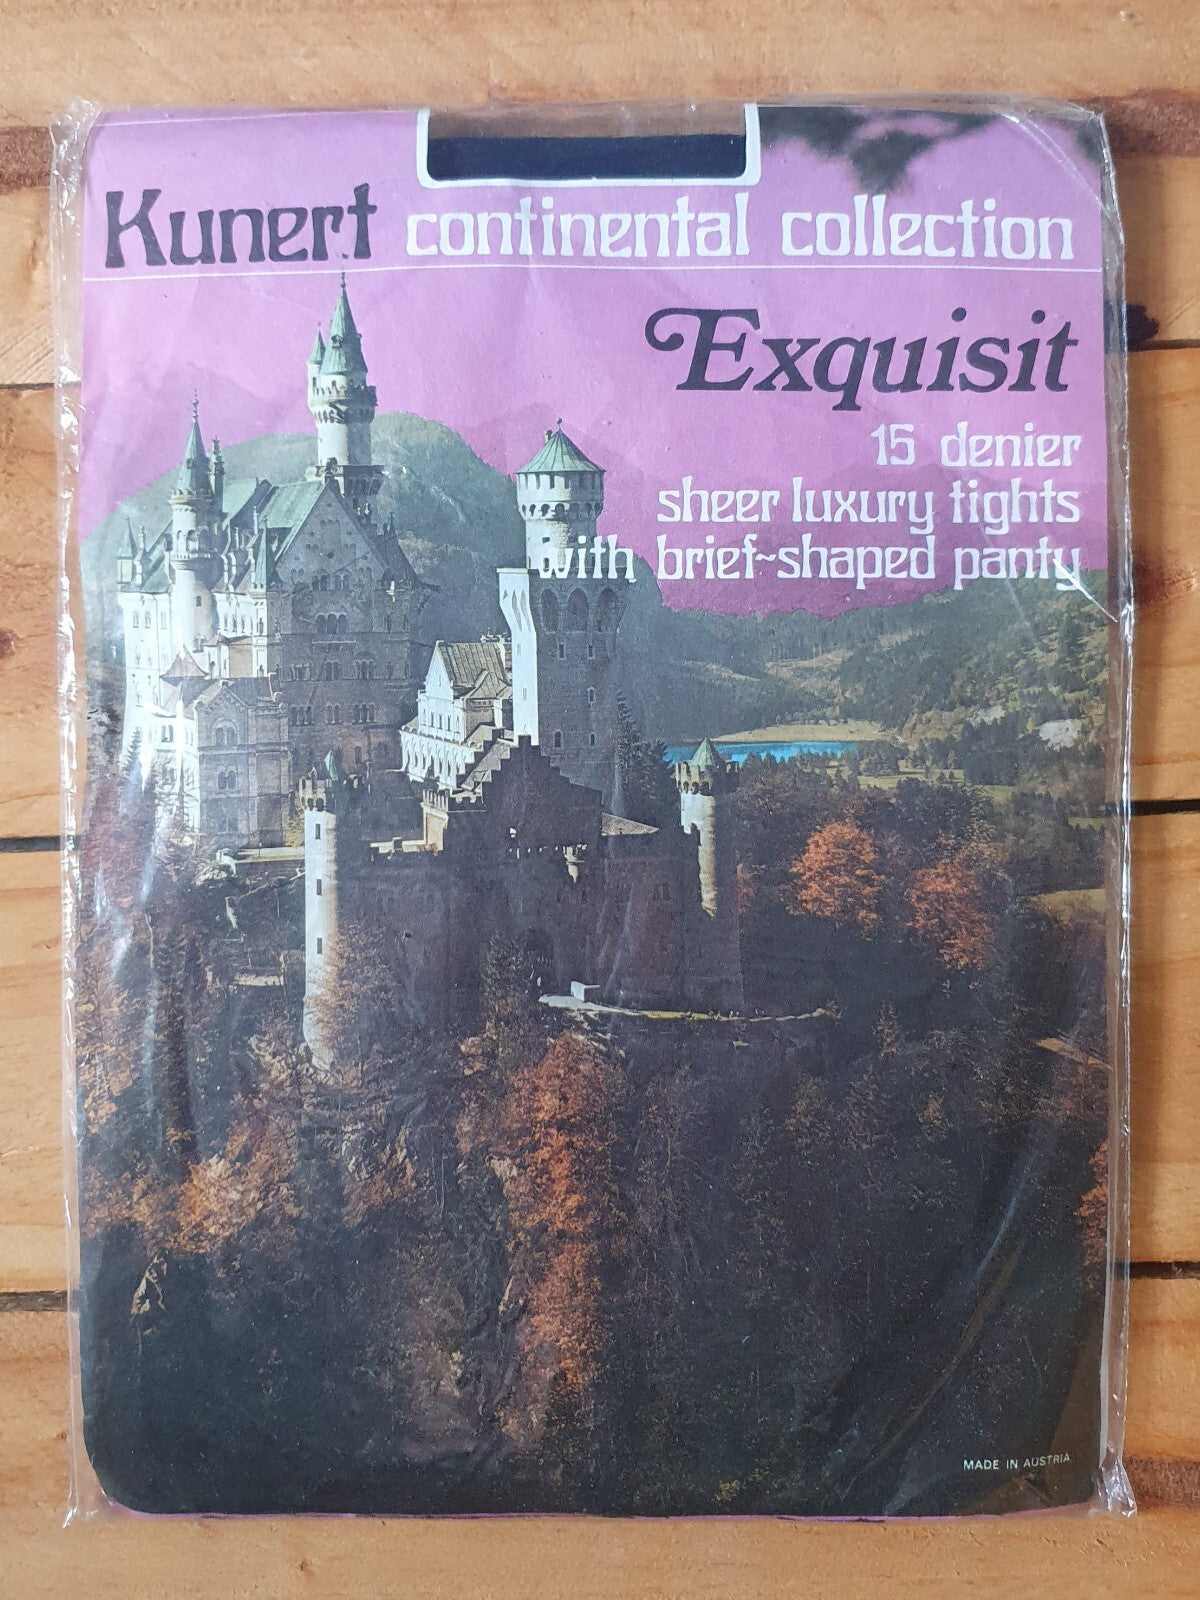 Kunert continental collection
Exquisit
15 denier
sheer luxury tights
with brief-shaped panty
MADE IN AUSTRIA